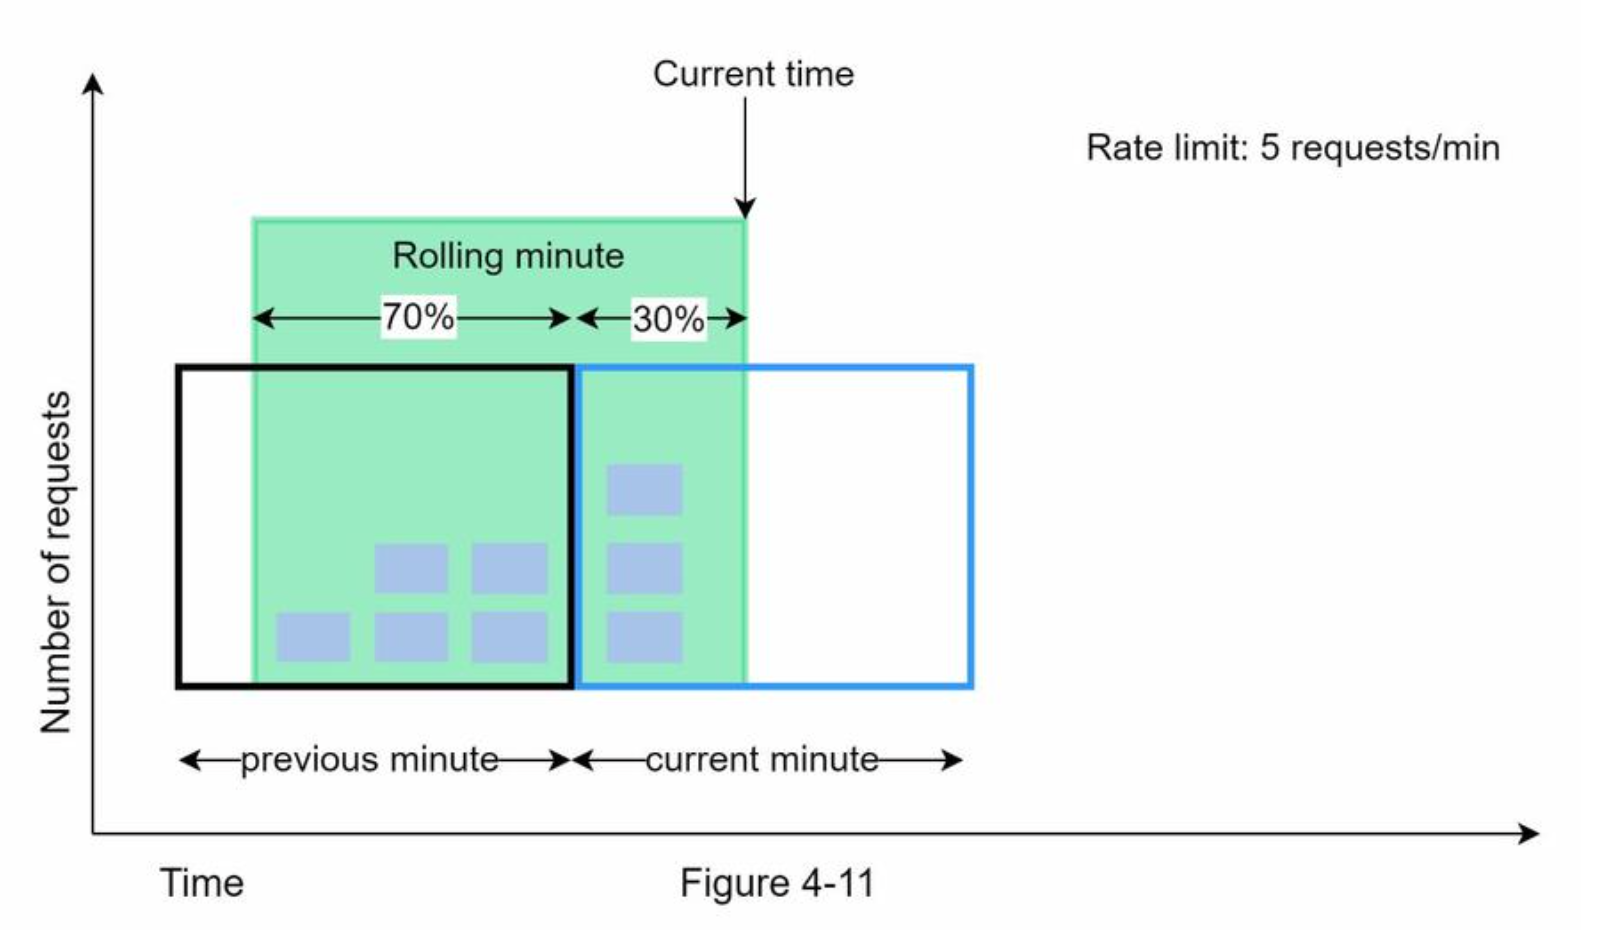 Current time
Rate limit: 5 requests/min
Rolling minute
70%
30%
Number of requests
previous minute
current minute
Time
Figure 4-11